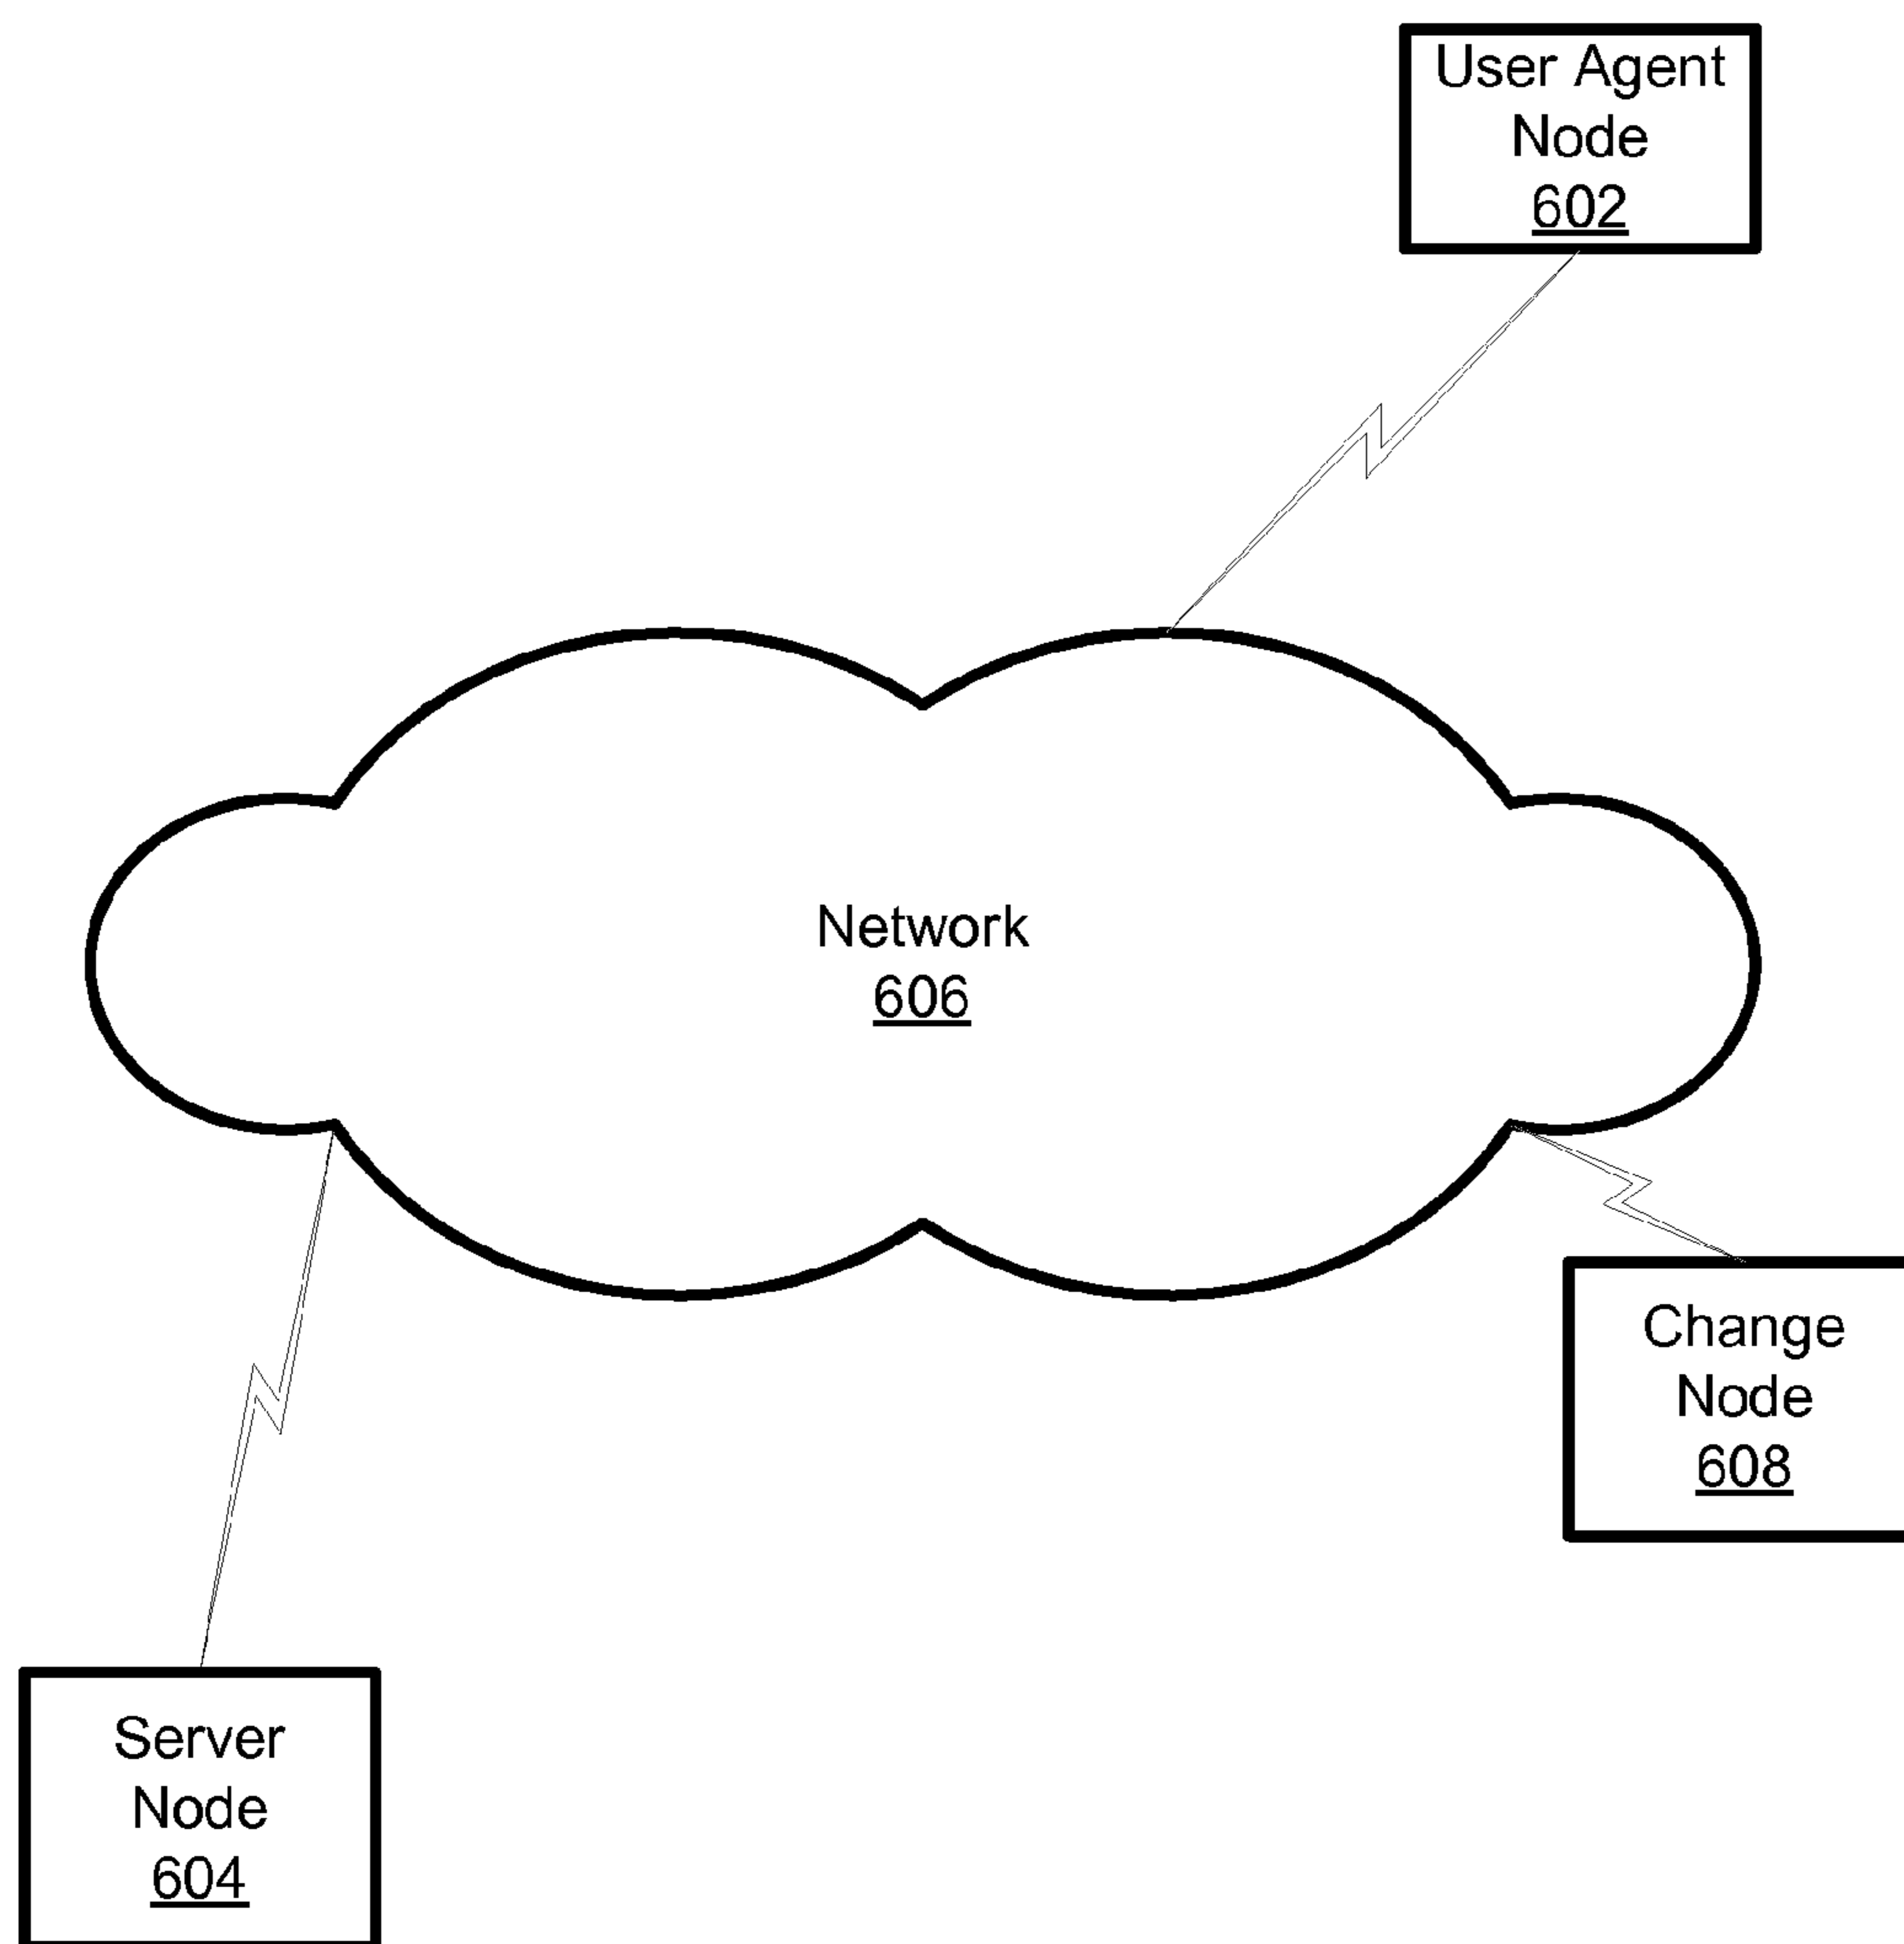 User Agent
Node
602
Network
606
Change
Node
608
Server
Node
604